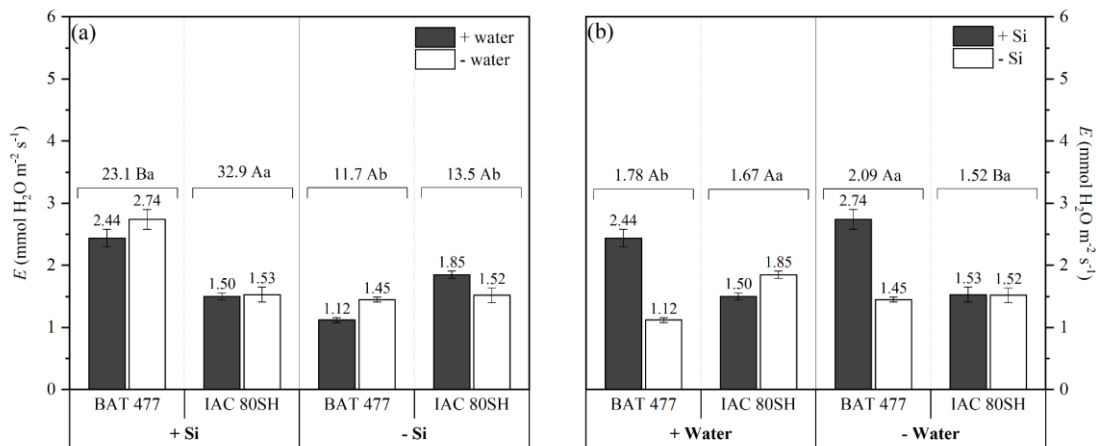 (a)
E (mmol H₂O m⁻² s⁻¹)
6
5
4
3
2
1
0
+ water
- water
23.1 Ba
32.9 Aa
11.7 Ab
13.5 Ab
2.44
2.74
1.50
1.53
1.12
1.45
1.85
1.52
BAT 477
IAC 80SH
BAT 477
IAC 80SH
+ Si
- Si
(b)
+ Si
- Si
1.78 Ab
1.67 Aa
2.09 Aa
1.52 Ba
2.44
1.12
1.50
1.85
2.74
1.45
1.53
1.52
BAT 477
IAC 80SH
BAT 477
IAC 80SH
+ Water
- Water
6
5
4
3
2
1
0
E (mmol H₂O m⁻² s⁻¹)